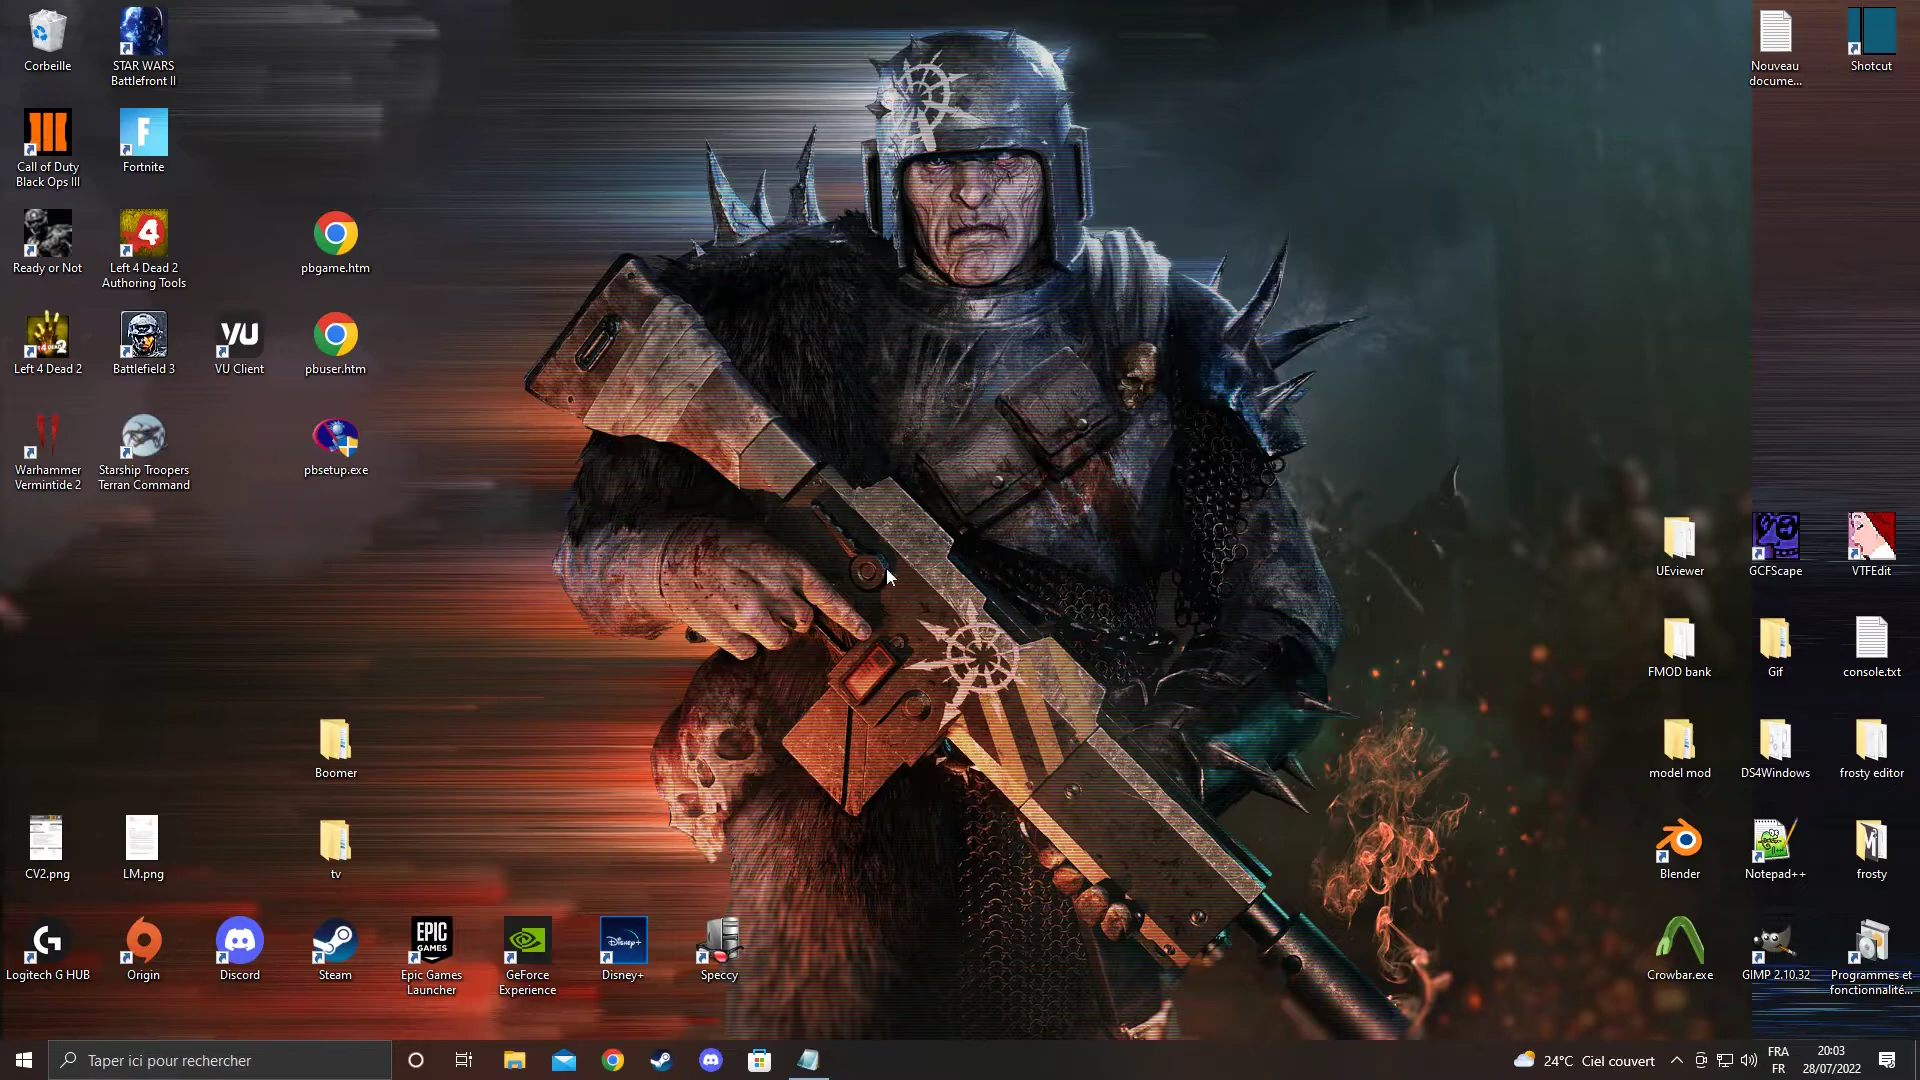 Corbeille
STAR WARS
Battlefront II
Nouveau
docume...
Shotcut
Call of Duty
Black Ops III
Fortnite
Ready or Not
Left 4 Dead 2
Authoring Tools
pbgame.htm
Left 4 Dead 2
Battlefield 3
VU
VU Client
pbuser.htm
Warhammer
Vermintide 2
Starship Troopers
Terran Command
pbsetup.exe
UEviewer
GCFScape
VTFEdit
FMOD bank
Gif
console.txt
Boomer
model mod
DS4Windows
frosty editor
CV2.png
LM.png
tv
Blender
Notepad++
frosty
Logitech G HUB
Origin
Discord
Steam
EPIC
GAMES
Epic Games
Launcher
GeForce
Experience
Disney+
Disney+
Speccy
Crowbar.exe
GIMP 2.10.32
Programmes et
fonctionnalité...
Taper ici pour rechercher
24°C Ciel couvert
FRA
FR
20:03
28/07/2022